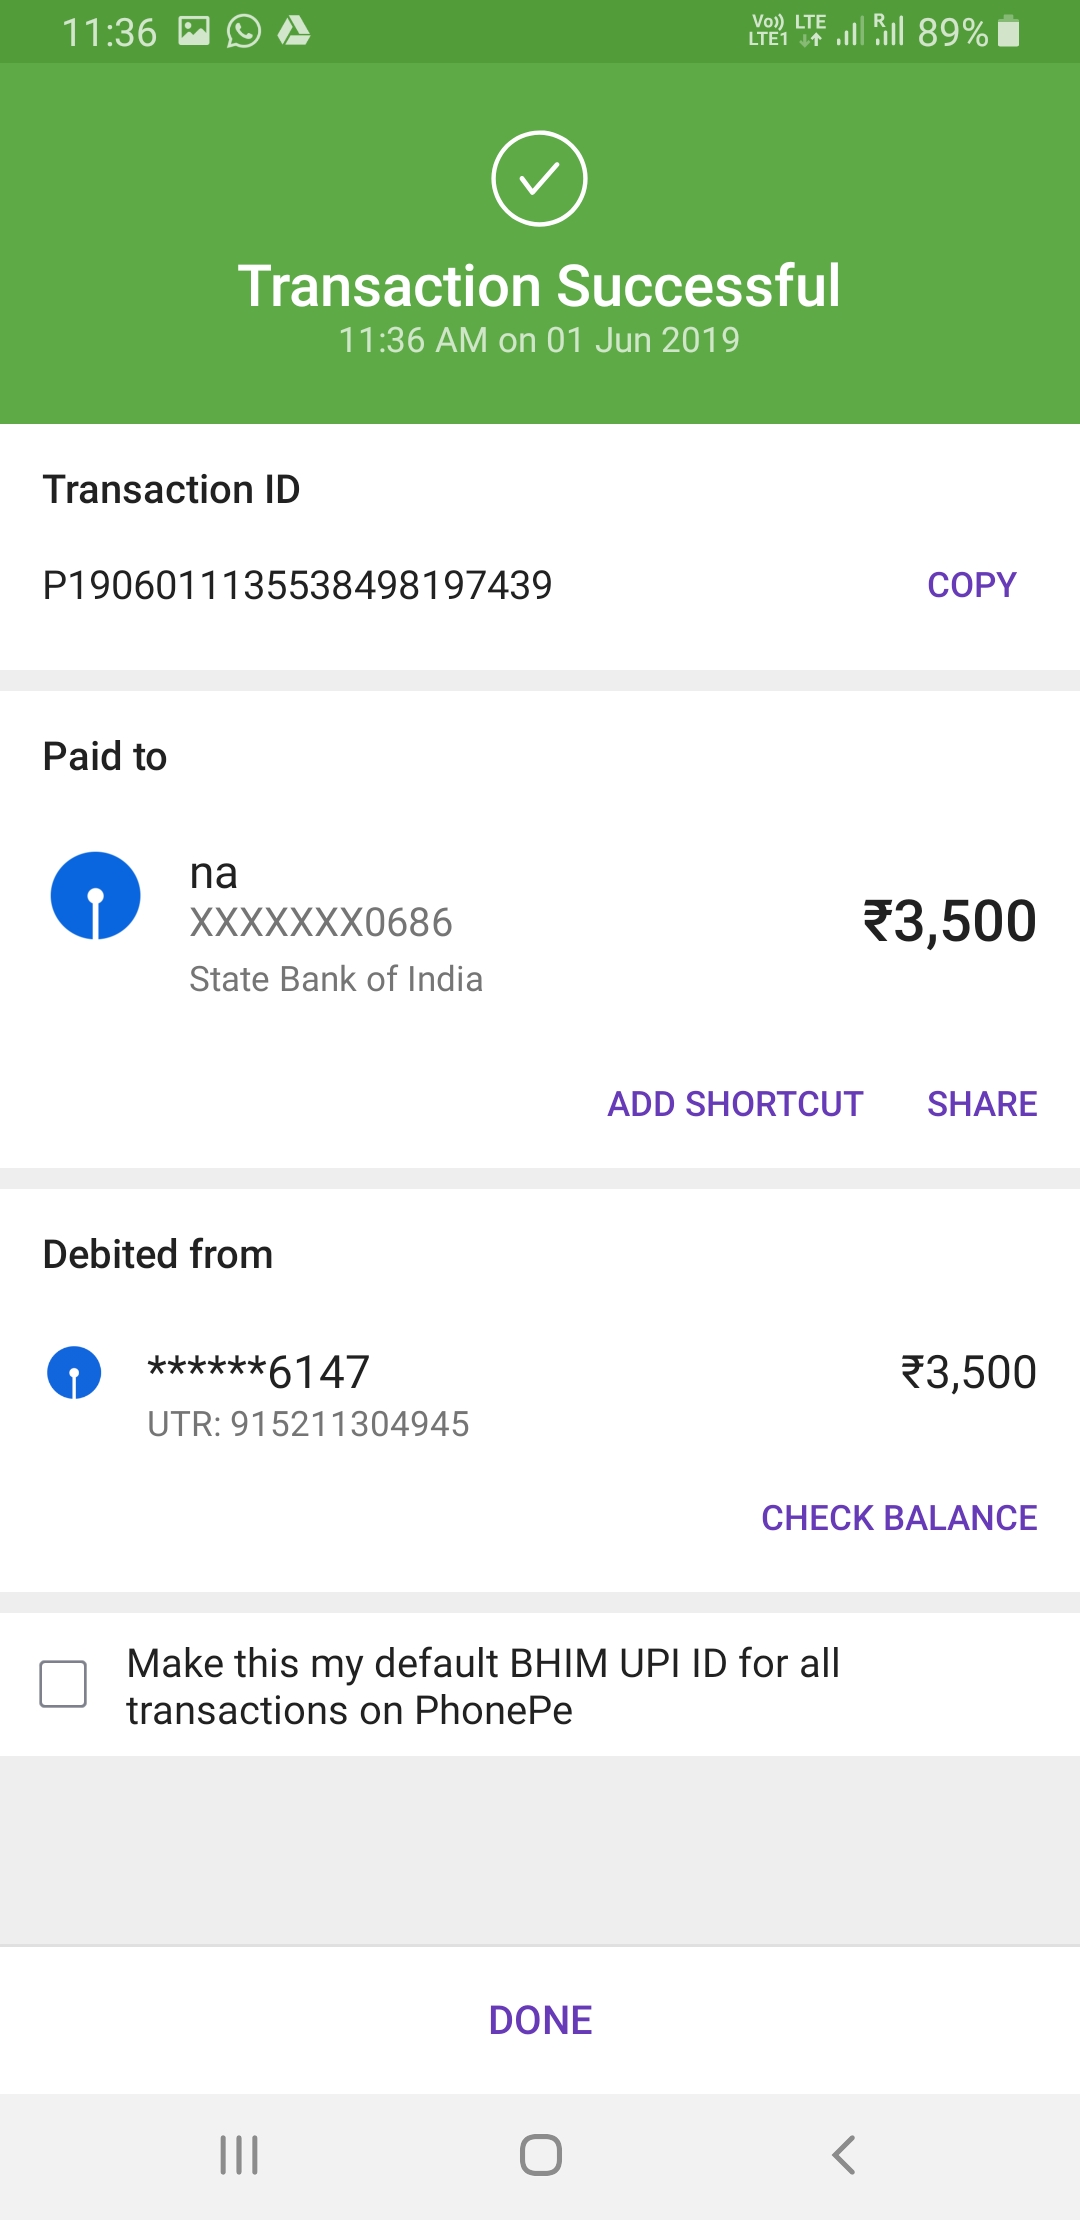 11:36 Vo)) LTE1 LTE R 89%
Transaction Successful
11:36 AM on 01 Jun 2019
Transaction ID
P1906011135538498197439 COPY
Paid to
na
XXXXXXX0686
₹3,500
State Bank of India
ADD SHORTCUT SHARE
Debited from
******6147 ₹3,500
UTR: 915211304945
CHECK BALANCE
Make this my default BHIM UPI ID for all
transactions on PhonePe
DONE